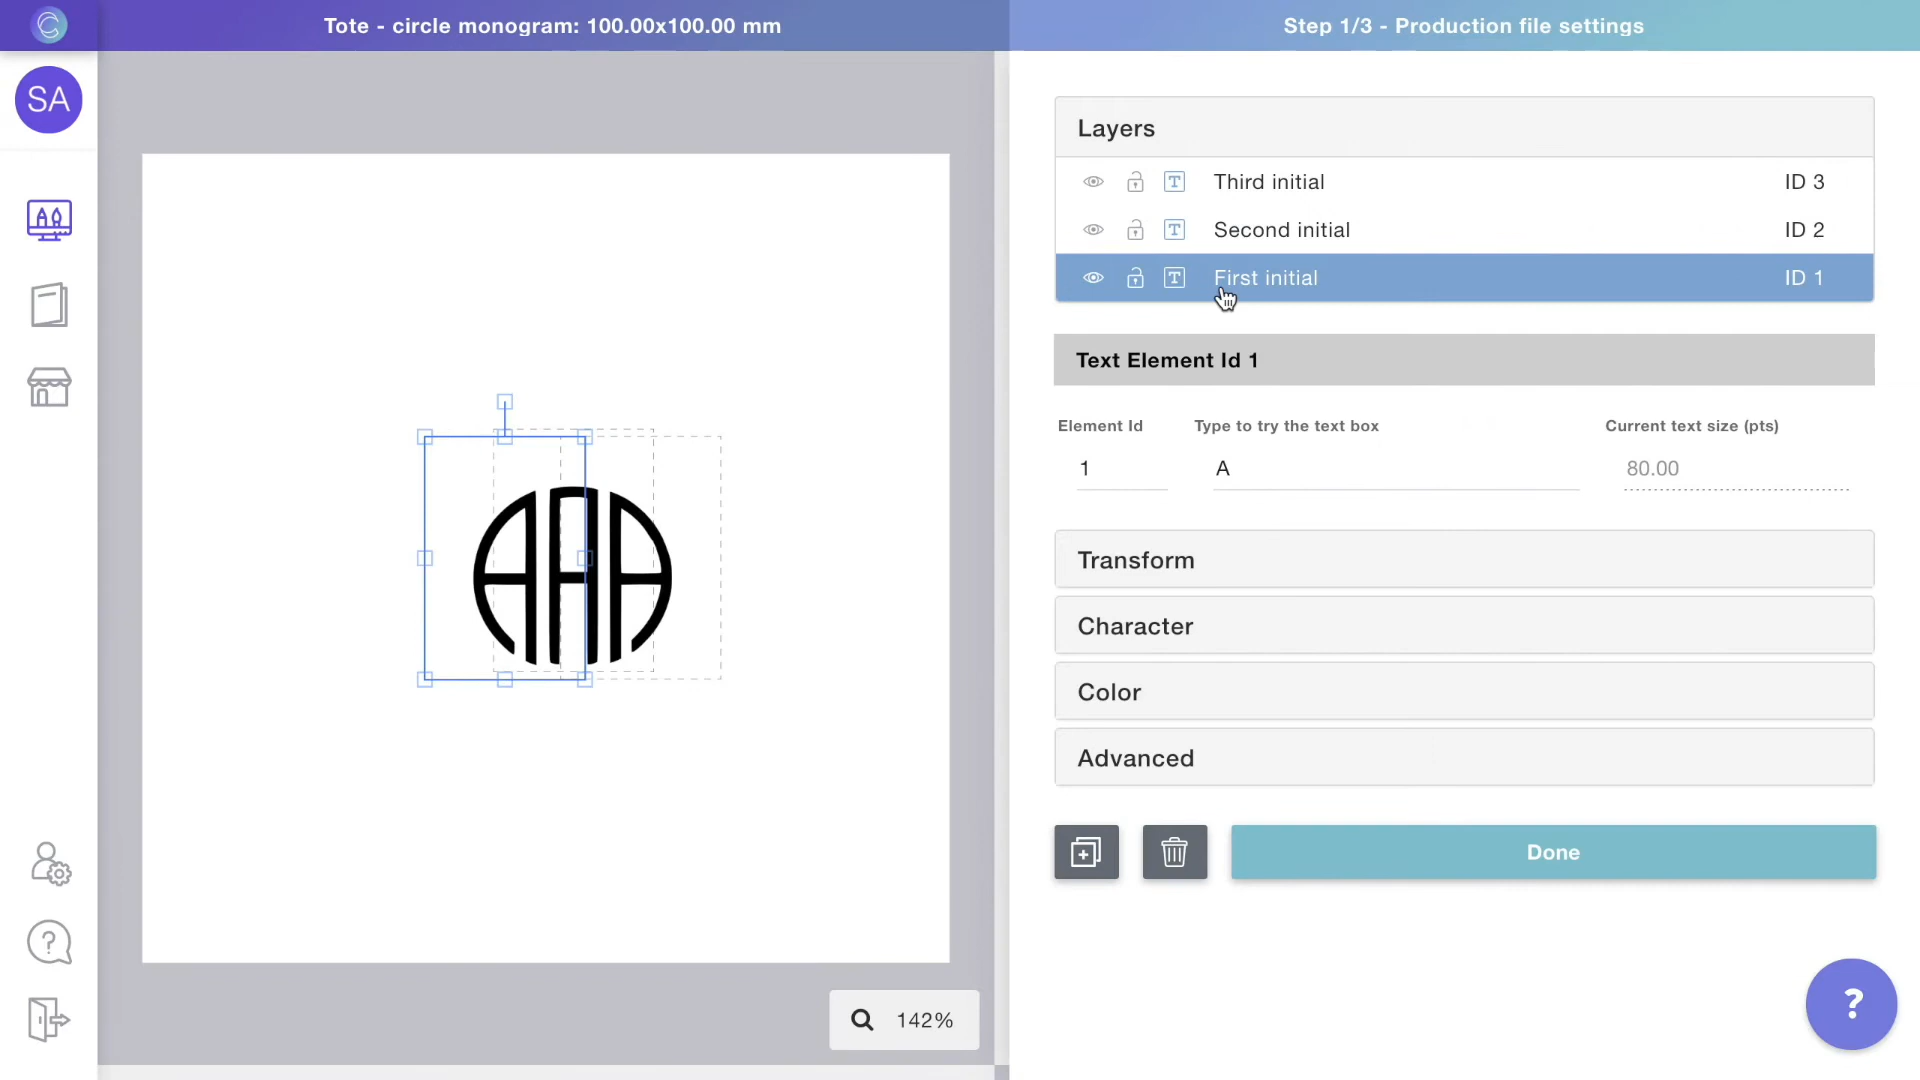 Tote - circle monogram: 100.00x100.00 mm
Step 1/3 - Production file settings
SA
Layers
T Third initial ID 3
T Second initial ID 2
T First initial ID 1
Text Element Id 1
Element Id Type to try the text box Current text size (pts)
1 A 80.00
AAA
Transform
Character
Color
Advanced
Done
142%
?
?